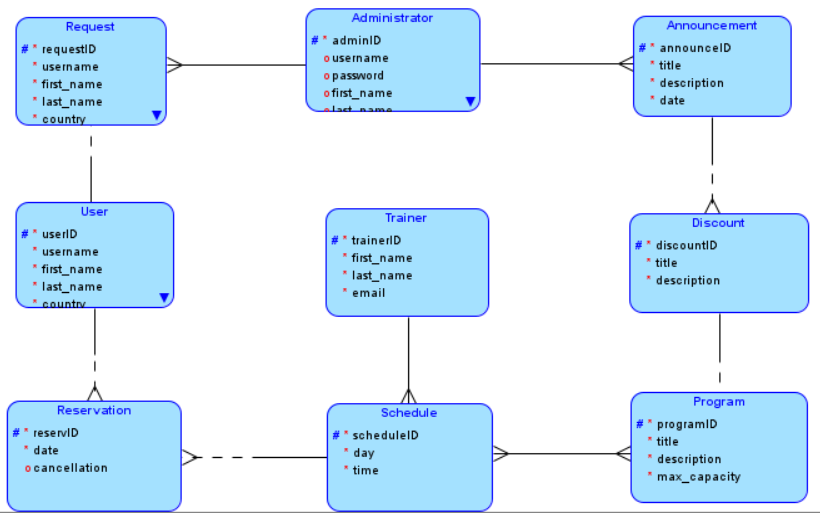 Request
# * requestID
* username
* first_name
* last_name
* country
Administrator
# * adminID
o username
o password
o first_name
o last_name
Announcement
# * announceID
* title
* description
* date
User
# * userID
* username
* first_name
* last_name
* country
Trainer
# * trainerID
* first_name
* last_name
* email
Discount
# * discountID
* title
* description
Reservation
# * reservID
* date
o cancellation
Schedule
# * scheduleID
* day
* time
Program
# * programID
* title
* description
* max_capacity